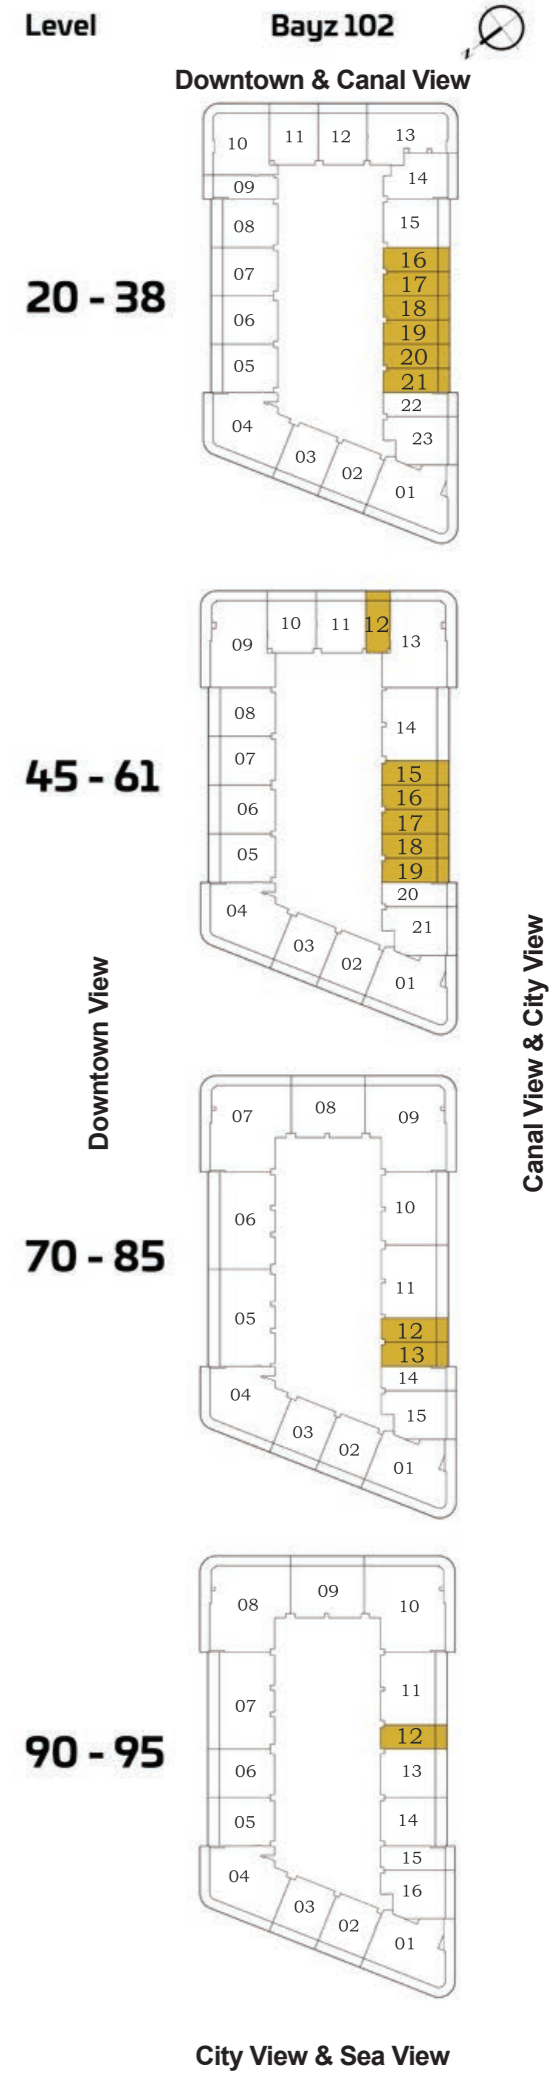 Level Bayz 102
N
Downtown & Canal View
20 - 38
10 11 12 13
09 14
08 15
07 16
17
06 18
19
05 20
21
04 22
03 23
02
01
45 - 61
09 10 11 12 13
08 14
07 15
06 16
17
05 18
19
04 20
03 21
02
01
Downtown View
Canal View & City View
70 - 85
07 08 09
06 10
05 11
12
13
04 14
03 15
02
01
90 - 95
08 09 10
07 11
12
06 13
05 14
04 15
03 16
02
01
City View & Sea View